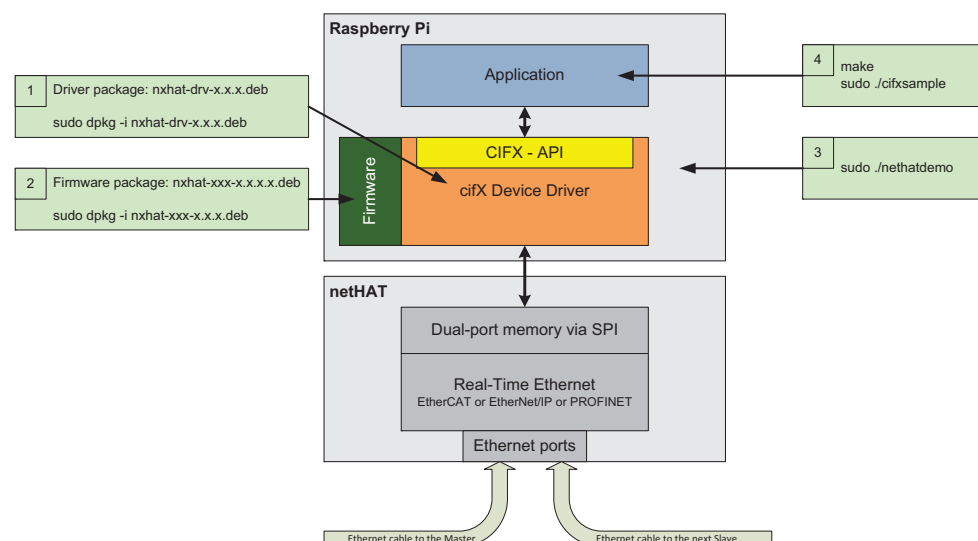 Raspberry Pi
Application
CIFX - API
cifX Device Driver
Firmware
1
Driver package: nxhat-drv-x.x.x.deb
sudo dpkg -i nxhat-drv-x.x.x.deb
2
Firmware package: nxhat-xxx-x.x.x.x.deb
sudo dpkg -i nxhat-xxx-x.x.x.deb
4
make
sudo ./cifxsample
3
sudo ./nethatdemo
netHAT
Dual-port memory via SPI
Real-Time Ethernet
EtherCAT or EtherNet/IP or PROFINET
Ethernet ports
Ethernet cable to the Master
Ethernet cable to the next Slave